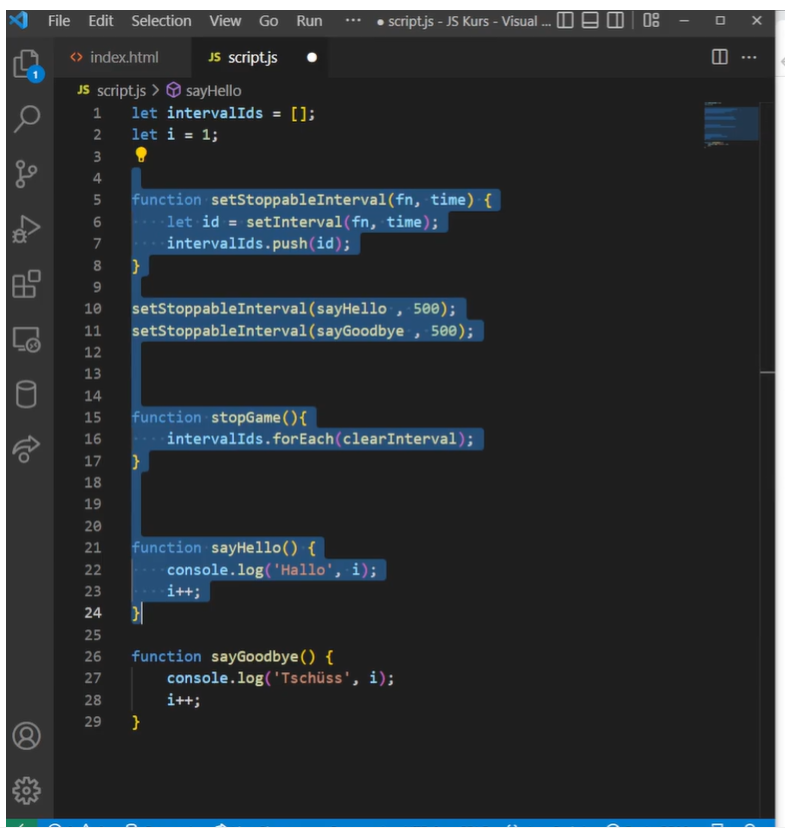 File Edit Selection View Go Run ··· ● script.js - JS Kurs - Visual ...
index.html JS script.js ●
JS script.js > sayHello
1
1 let intervalIds = [];
2 let i = 1;
3
4
5 function setStoppableInterval(fn, time) {
6 let id = setInterval(fn, time);
7 intervalIds.push(id);
8 }
9
10 setStoppableInterval(sayHello , 500);
11 setStoppableInterval(sayGoodbye , 500);
12
13
14
15 function stopGame(){
16 intervalIds.forEach(clearInterval);
17 }
18
19
20
21 function sayHello() {
22 console.log('Hallo', i);
23 i++;
24 }
25
26 function sayGoodbye() {
27 console.log('Tschüss', i);
28 i++;
29 }